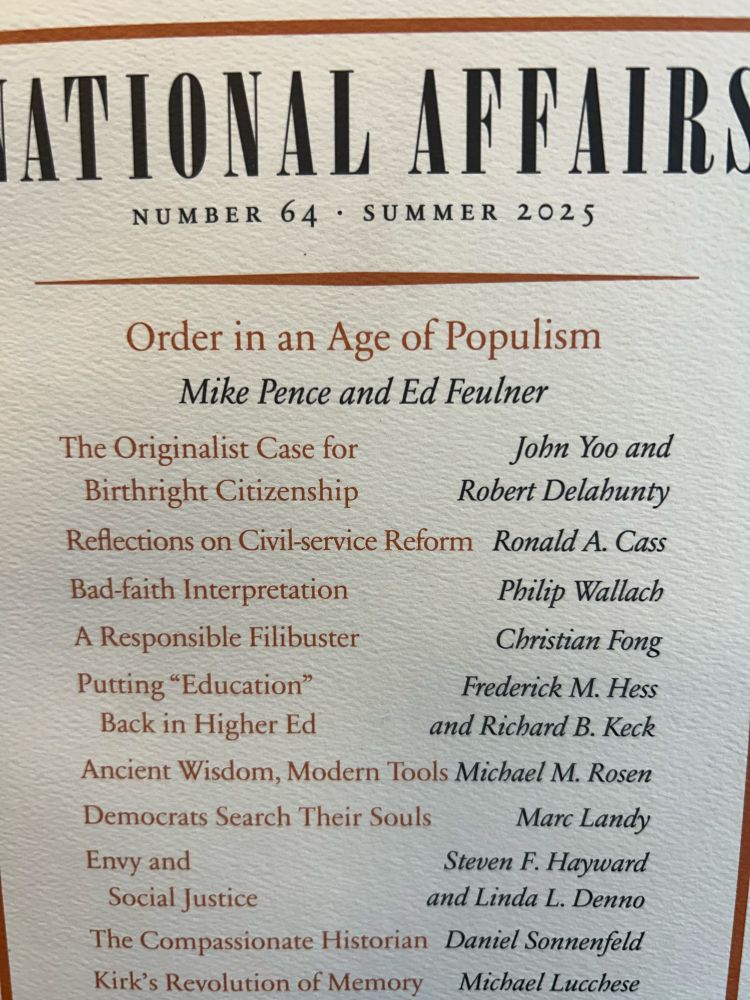 NATIONAL AFFAIRS
NUMBER 64 · SUMMER 2025
Order in an Age of Populism
Mike Pence and Ed Feulner
The Originalist Case for John Yoo and
Birthright Citizenship Robert Delahunty
Reflections on Civil-service Reform Ronald A. Cass
Bad-faith Interpretation Philip Wallach
A Responsible Filibuster Christian Fong
Putting “Education” Frederick M. Hess
Back in Higher Ed and Richard B. Keck
Ancient Wisdom, Modern Tools Michael M. Rosen
Democrats Search Their Souls Marc Landy
Envy and Steven F. Hayward
Social Justice and Linda L. Denno
The Compassionate Historian Daniel Sonnenfeld
Kirk’s Revolution of Memory Michael Lucchese